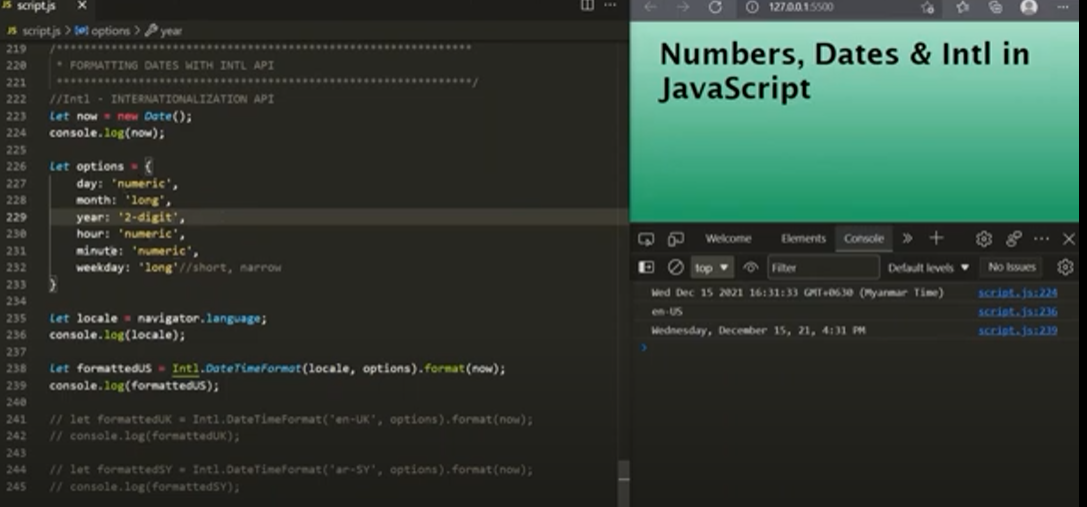 JS script.js ×
JS script.js > options > year
219 /***************************************************
220 * FORMATTING DATES WITH INTL API
221 ***************************************************/
222 //Intl - INTERNATIONALIZATION API
223 let now = new Date();
224 console.log(now);
225
226 let options = {
227 day: 'numeric',
228 month: 'long',
229 year: '2-digit',
230 hour: 'numeric',
231 minute: 'numeric',
232 weekday: 'long'//short, narrow
233 }
234
235 let locale = navigator.language;
236 console.log(locale);
237
238 let formattedUS = Intl.DateTimeFormat(locale, options).format(now);
239 console.log(formattedUS);
240
241 // let formattedUK = Intl.DateTimeFormat('en-UK', options).format(now);
242 // console.log(formattedUK);
243
244 // let formattedSY = Intl.DateTimeFormat('ar-SY', options).format(now);
245 // console.log(formattedSY);
127.0.0.1:5500
Numbers, Dates & Intl in
JavaScript
Welcome Elements Console » +
top Filter Default levels No Issues
Wed Dec 15 2021 16:31:33 GMT+0630 (Myanmar Time) script.js:224
en-US script.js:236
Wednesday, December 15, 21, 4:31 PM script.js:239
>